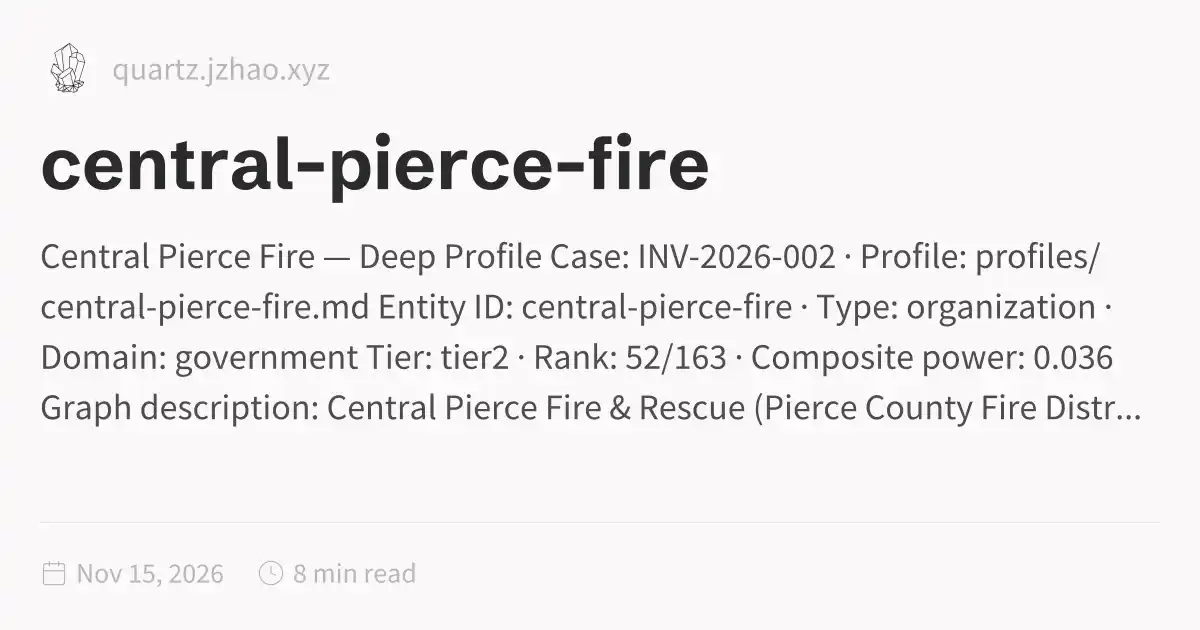 quartz.jzhao.xyz
central-pierce-fire
Central Pierce Fire — Deep Profile Case: INV-2026-002 · Profile: profiles/
central-pierce-fire.md Entity ID: central-pierce-fire · Type: organization ·
Domain: government Tier: tier2 · Rank: 52/163 · Composite power: 0.036
Graph description: Central Pierce Fire & Rescue (Pierce County Fire Distr...
Nov 15, 2026 8 min read